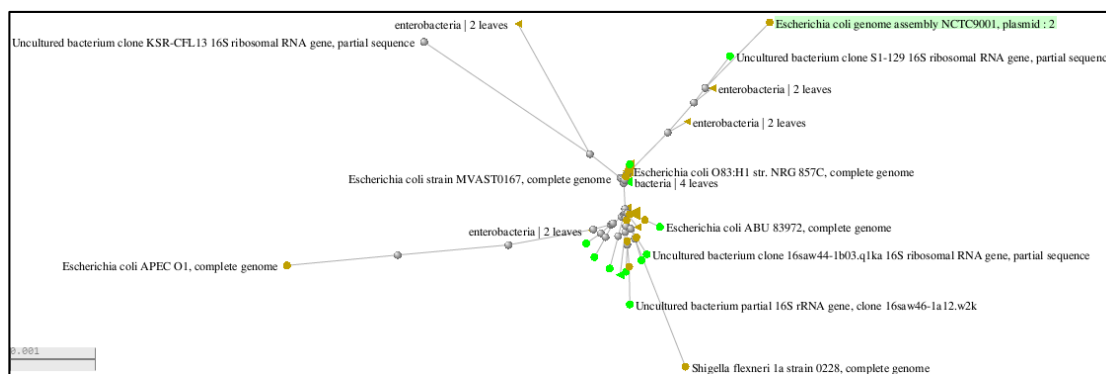 enterobacteria | 2 leaves
Escherichia coli genome assembly NCTC9001, plasmid : 2
Uncultured bacterium clone KSR-CFL13 16S ribosomal RNA gene, partial sequence
Uncultured bacterium clone S1-129 16S ribosomal RNA gene, partial sequenc
enterobacteria | 2 leaves
enterobacteria | 2 leaves
Escherichia coli O83:H1 str. NRG 857C, complete genome
Escherichia coli strain MVAST0167, complete genome
bacteria | 4 leaves
enterobacteria | 2 leaves
Escherichia coli ABU 83972, complete genome
Uncultured bacterium clone 16saw44-1b03.q1ka 16S ribosomal RNA gene, partial sequence
Escherichia coli APEC O1, complete genome
Uncultured bacterium partial 16S rRNA gene, clone 16saw46-1a12.w2k
0.001
Shigella flexneri 1a strain 0228, complete genome